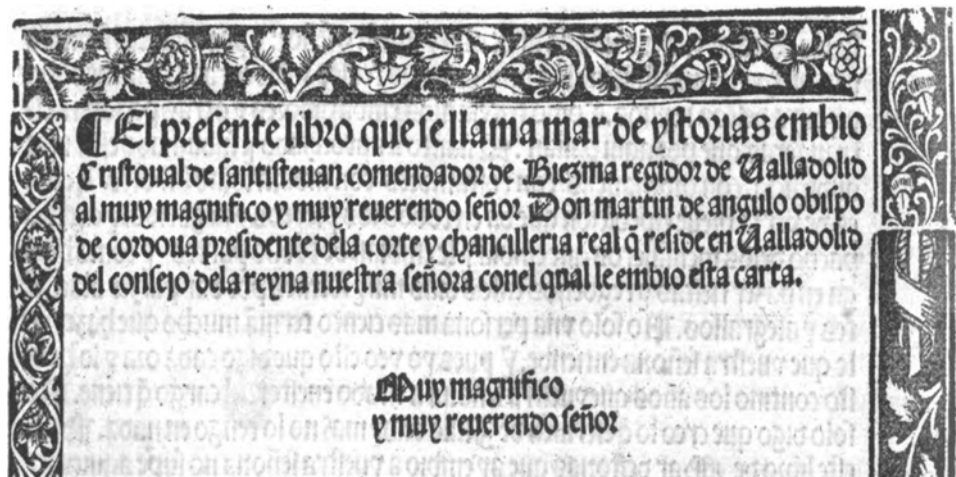 ¶ El presente libro que se llama mar de ystorias embio
Cristoual de santisteuan comendador de Biezma regidor de Ualladolid
al muy magnifico y muy reuerendo señor Don martin de angulo obispo
de cordoua presidente dela corte y chancilleria real q̃ reside en Ualladolid
del consejo dela reyna nuestra señora conel qual le embio esta carta.
Muy magnifico
y muy reuerendo señor